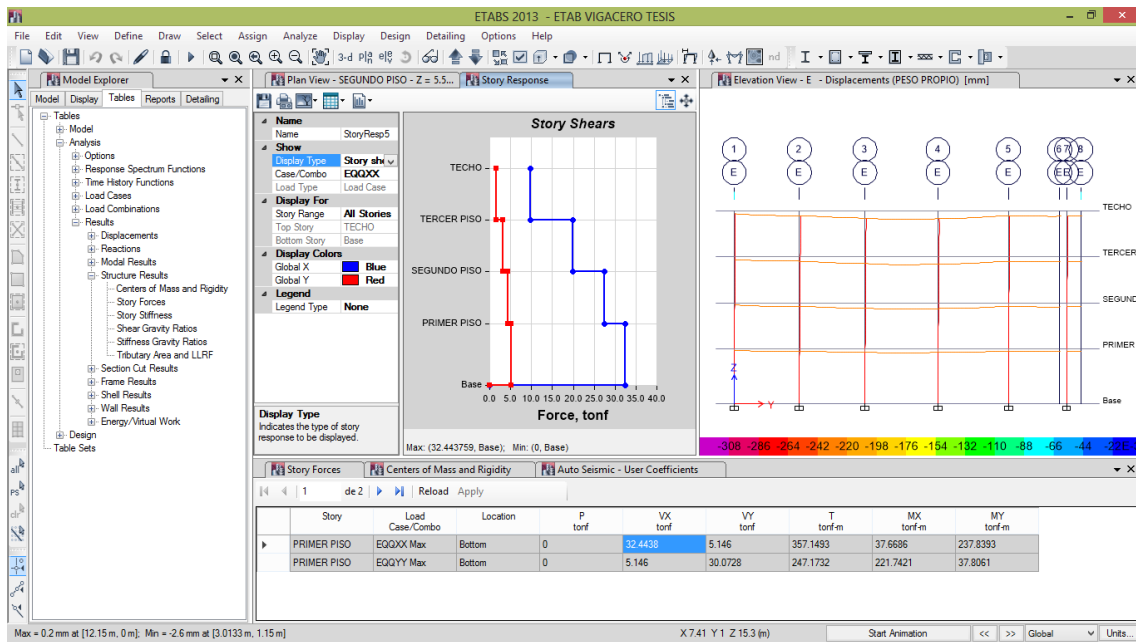 ETABS 2013 - ETAB VIGACERO TESIS
File Edit View Define Draw Select Assign Analyze Display Design Detailing Options Help
3-d pla ele nd
Model Explorer
Model Display Tables Reports Detailing
Tables
Model
Analysis
Options
Response Spectrum Functions
Time History Functions
Load Cases
Load Combinations
Results
Displacements
Reactions
Modal Results
Structure Results
Centers of Mass and Rigidity
Story Forces
Story Stiffness
Shear Gravity Ratios
Stiffness Gravity Ratios
Tributary Area and LLRF
Section Cut Results
Frame Results
Shell Results
Wall Results
Energy/Virtual Work
Design
Table Sets
all
ps
clr
Plan View - SEGUNDO PISO - Z = 5.5... Story Response
Name
Name StoryResp5
Show
Display Type Story she
Case/Combo EQQXX
Load Type Load Case
Display For
Story Range All Stories
Top Story TECHO
Bottom Story Base
Display Colors
Global X Blue
Global Y Red
Legend
Legend Type None
Display Type
Indicates the type of story
response to be displayed.
Story Shears
TECHO
TERCER PISO
SEGUNDO PISO
PRIMER PISO
Base
0.0 5.0 10.0 15.0 20.0 25.0 30.0 35.0 40.0
Force, tonf
Max: (32.443759, Base); Min: (0, Base)
Elevation View - E - Displacements (PESO PROPIO) [mm]
1 2 3 4 5 6 7 8
E E E E E E E E
TECHO
TERCER
SEGUND
PRIMER
Base
Z
Y
-308 -286 -264 -242 -220 -198 -176 -154 -132 -110 -88 -66 -44
Story Forces Centers of Mass and Rigidity Auto Seismic - User Coefficients
1 de 2 Reload Apply
Story Load Case/Combo Location P tonf VX tonf VY tonf T tonf-m MX tonf-m MY tonf-m
PRIMER PISO EQQXX Max Bottom 0 32.4438 5.146 357.1493 37.6686 237.8393
PRIMER PISO EQQYY Max Bottom 0 5.146 30.0728 247.1732 221.7421 37.8061
Max = 0.2 mm at [12.15 m, 0 m]; Min = -2.6 mm at [3.0133 m, 1.15 m] X 7.41 Y 1 Z 15.3 (m) Start Animation << >> Global Units...